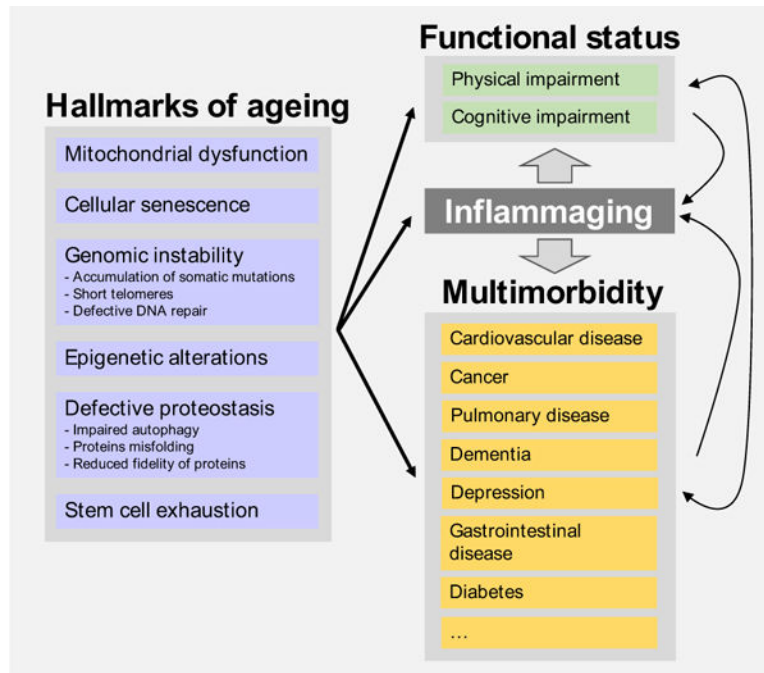 Hallmarks of ageing
Mitochondrial dysfunction
Cellular senescence
Genomic instability
- Accumulation of somatic mutations
- Short telomeres
- Defective DNA repair
Epigenetic alterations
Defective proteostasis
- Impaired autophagy
- Proteins misfolding
- Reduced fidelity of proteins
Stem cell exhaustion
Functional status
Physical impairment
Cognitive impairment
Inflammaging
Multimorbidity
Cardiovascular disease
Cancer
Pulmonary disease
Dementia
Depression
Gastrointestinal
disease
Diabetes
...